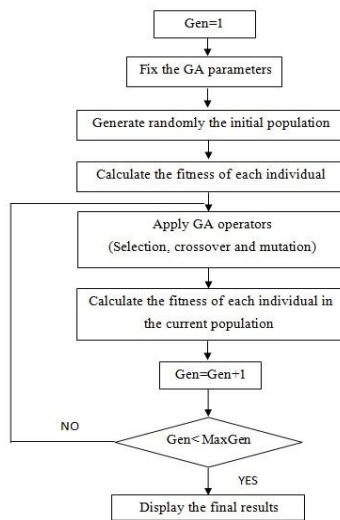 Gen=1
Fix the GA parameters
Generate randomly the initial population
Calculate the fitness of each individual
Apply GA operators
(Selection, crossover and mutation)
Calculate the fitness of each individual in
the current population
Gen=Gen+1
NO
Gen< MaxGen
YES
Display the final results